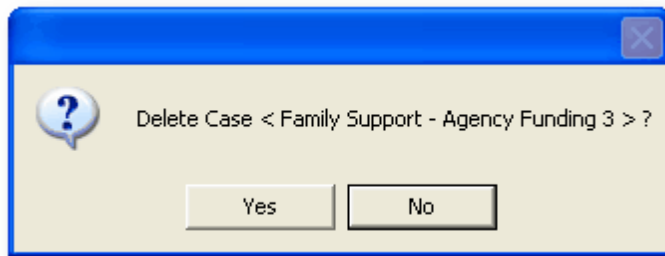 Delete Case < Family Support - Agency Funding 3 > ?
Yes No